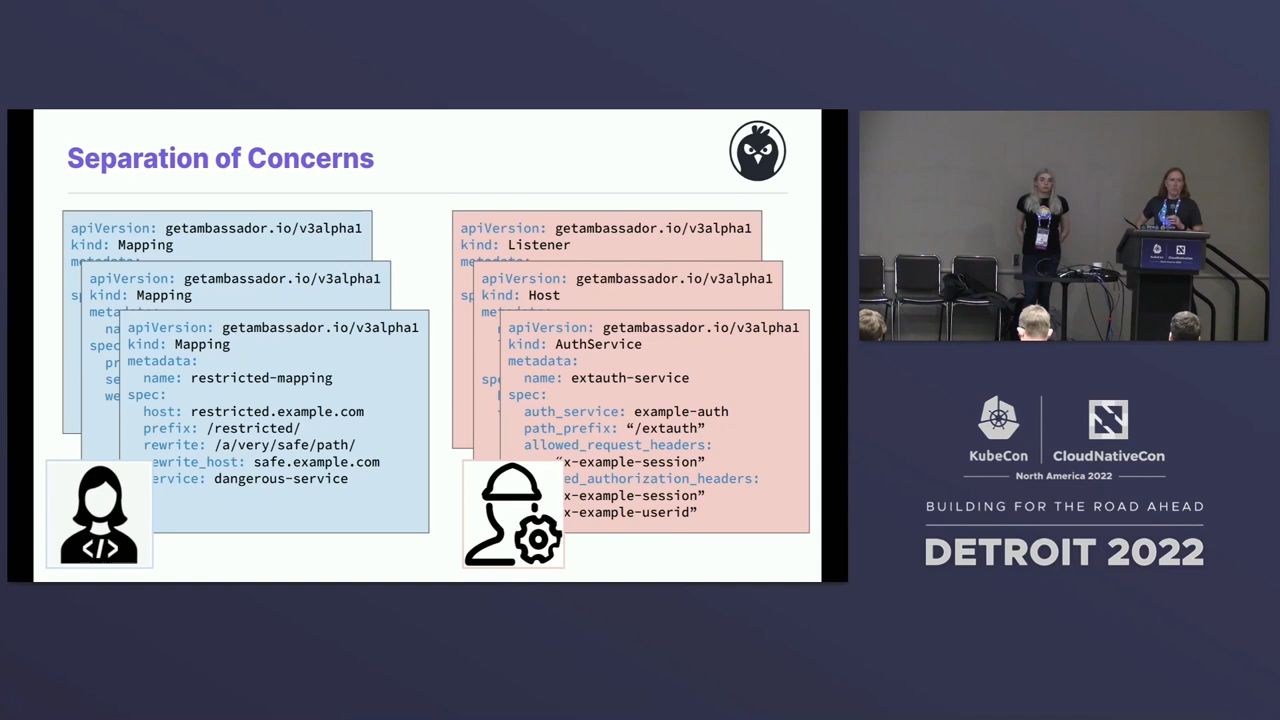 Separation of Concerns
apiVersion: getambassador.io/v3alpha1
kind: Mapping
metadata:
apiVersion: getambassador.io/v3alpha1
kind: Mapping
apiVersion: getambassador.io/v3alpha1
kind: Mapping
metadata:
name: restricted-mapping
spec:
host: restricted.example.com
prefix: /restricted/
rewrite: /a/very/safe/path/
ewrite_host: safe.example.com
ervice: dangerous-service
</>
apiVersion: getambassador.io/v3alpha1
kind: Listener
metadata:
apiVersion: getambassador.io/v3alpha1
kind: Host
apiVersion: getambassador.io/v3alpha1
kind: AuthService
metadata:
name: extauth-service
spec:
auth_service: example-auth
path_prefix: “/extauth”
allowed_request_headers:
“x-example-session”
ed_authorization_headers:
x-example-session”
x-example-userid”
KubeCon
CloudNativeCon
North America 2022
BUILDING FOR THE ROAD AHEAD
DETROIT 2022